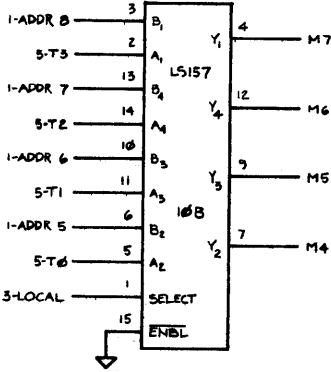 1-ADDR 8 3 B1
Y1 4 M7
5-T3 2 A1
LS157
1-ADDR 7 13 B4
Y4 12 M6
5-T2 14 A4
1-ADDR 6 10 B3
Y3 9 M5
5-T1 11 A3
10B
1-ADDR 5 6 B2
Y2 7 M4
5-T0 5 A2
3-LOCAL 1 SELECT
15 ENBL